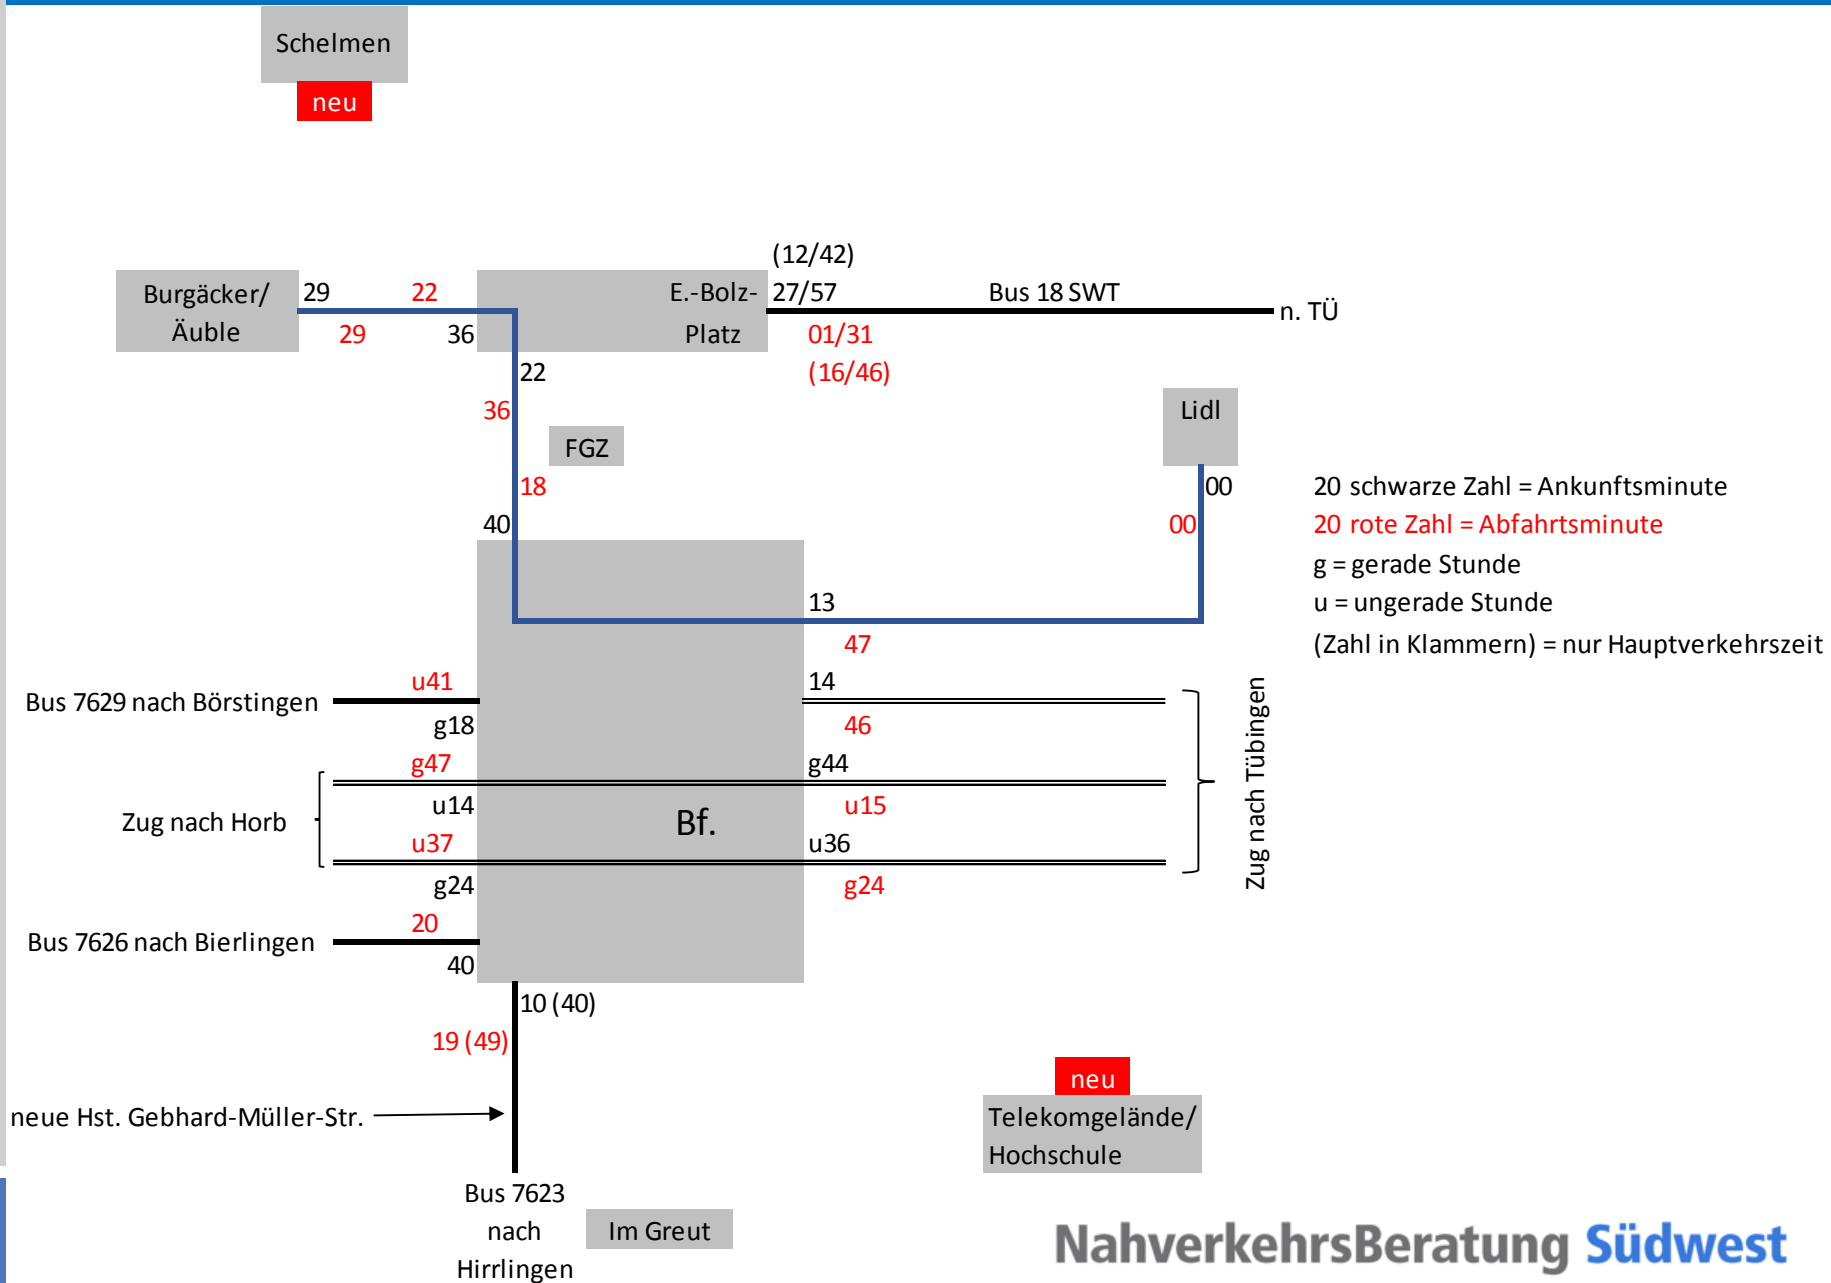 Schelmen
neu
(12/42)
Burgäcker/
Äuble
29
22
29
36
E.-Bolz-
Platz
27/57
Bus 18 SWT
n. TÜ
01/31
(16/46)
22
36
FGZ
18
40
Lidl
00
00
20 schwarze Zahl = Ankunftsminute
20 rote Zahl = Abfahrtsminute
g = gerade Stunde
u = ungerade Stunde
(Zahl in Klammern) = nur Hauptverkehrszeit
13
47
Bus 7629 nach Börstingen
u41
g18
14
46
g47
u14
g44
u15
Zug nach Horb
Bf.
u37
g24
u36
g24
Zug nach Tübingen
Bus 7626 nach Bierlingen
20
40
10 (40)
19 (49)
neue Hst. Gebhard-Müller-Str.
neu
Telekomgelände/
Hochschule
Bus 7623
nach
Hirrlingen
Im Greut
NahverkehrsBeratung Südwest